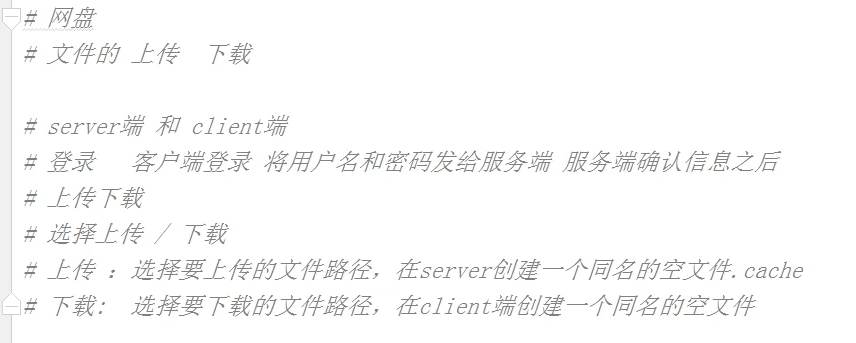 # 网盘
# 文件的 上传  下载
# server端 和 client端
# 登录   客户端登录 将用户名和密码发给服务端 服务端确认信息之后
# 上传下载
# 选择上传 / 下载
# 上传 ：选择要上传的文件路径，在server创建一个同名的空文件.cache
# 下载:  选择要下载的文件路径，在client端创建一个同名的空文件